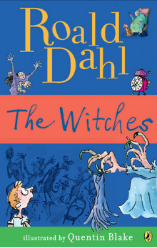 Roald
Dahl
The Witches
illustrated by Quentin Blake